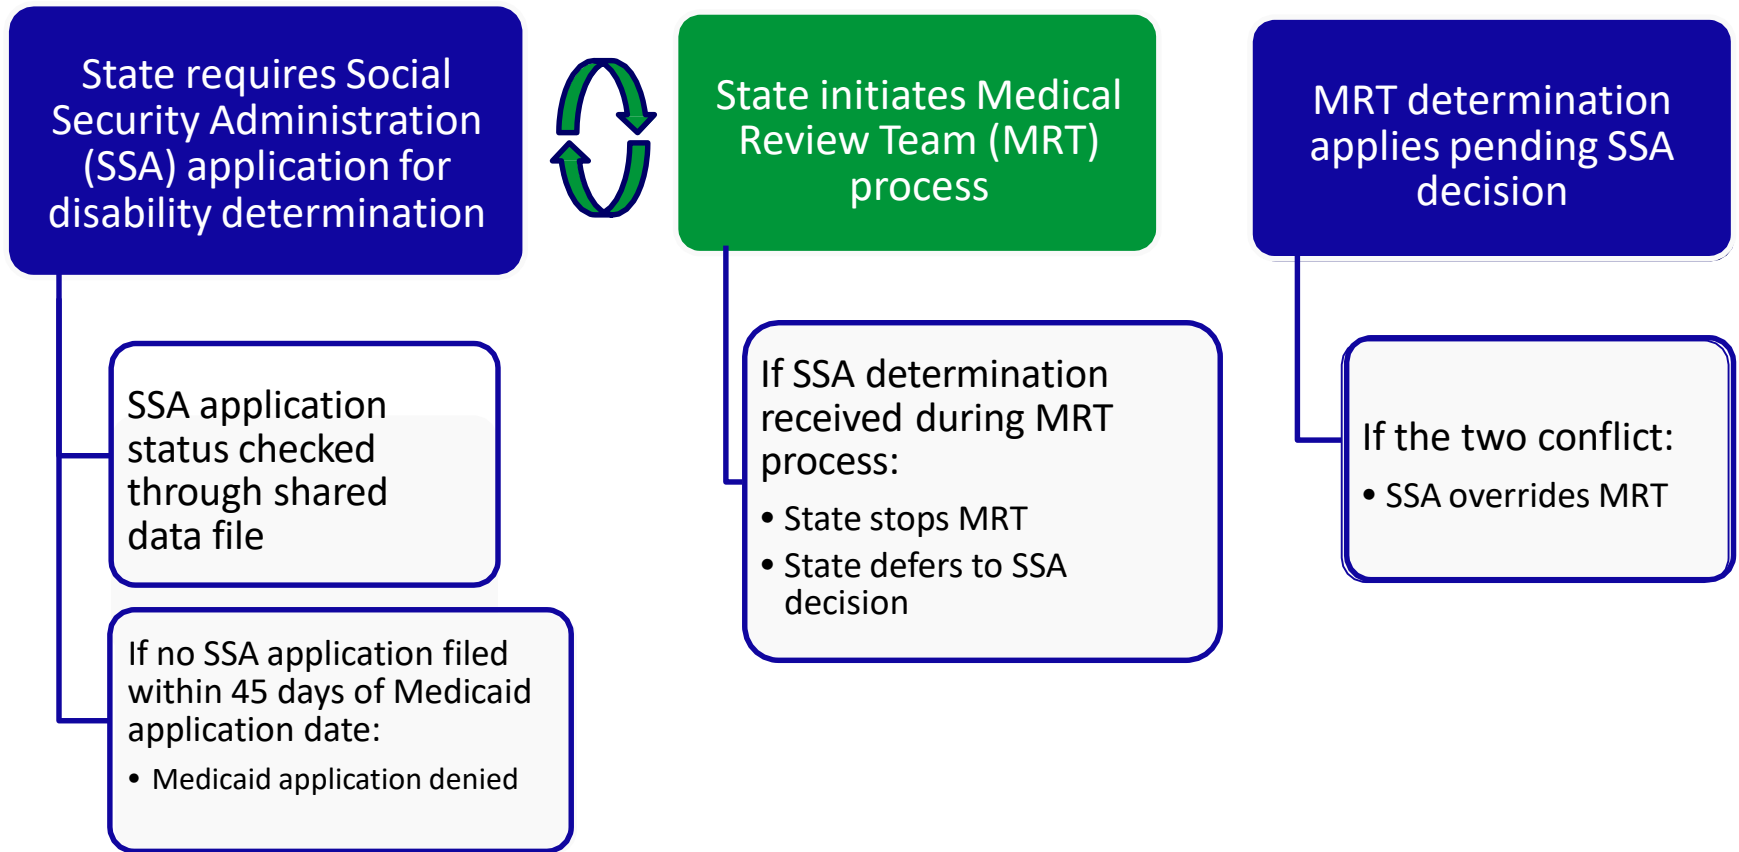 State requires Social
Security Administration
(SSA) application for
disability determination
SSA application
status checked
through shared
data file
If no SSA application filed
within 45 days of Medicaid
application date:
• Medicaid application denied
State initiates Medical
Review Team (MRT)
process
If SSA determination
received during MRT
process:
• State stops MRT
• State defers to SSA
decision
MRT determination
applies pending SSA
decision
If the two conflict:
• SSA overrides MRT